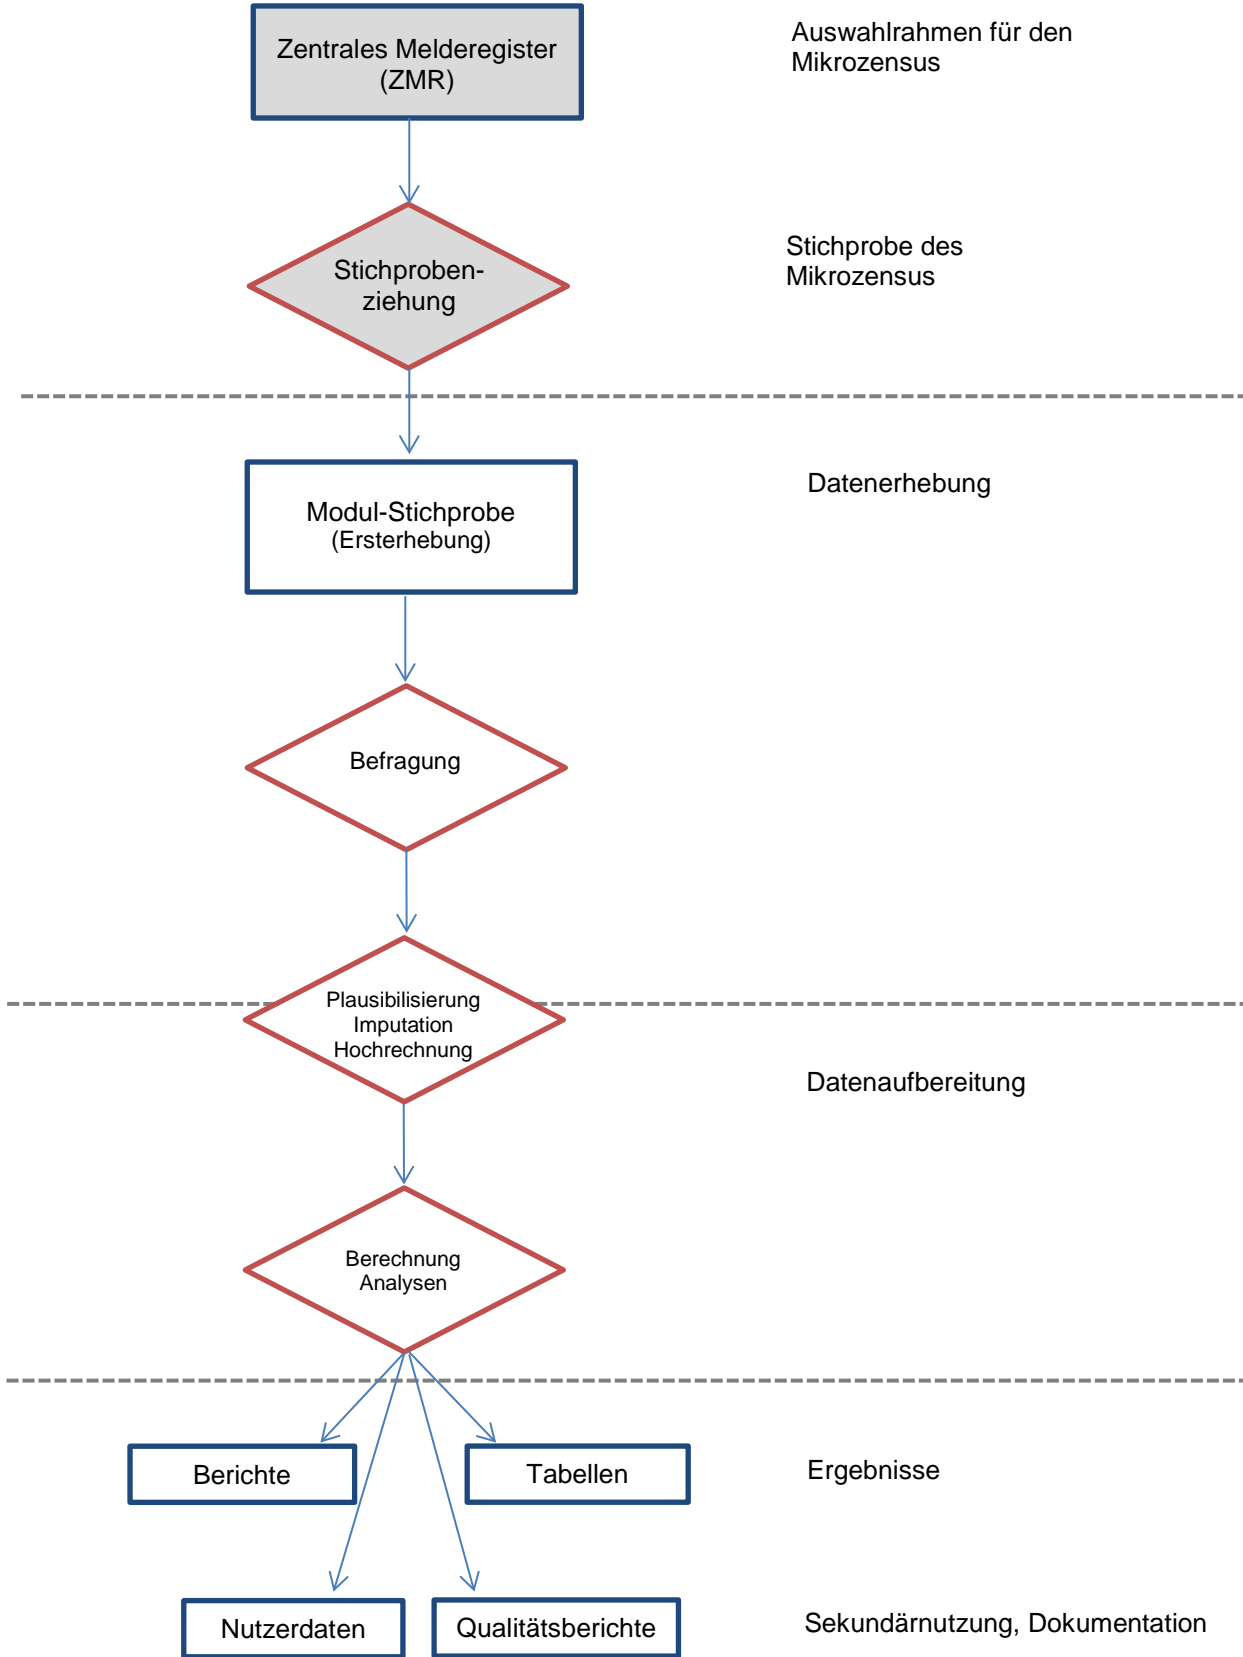 Zentrales Melderegister
(ZMR)
Auswahlrahmen für den
Mikrozensus
Stichproben-
ziehung
Stichprobe des
Mikrozensus
Modul-Stichprobe
(Ersterhebung)
Datenerhebung
Befragung
Plausibilisierung
Imputation
Hochrechnung
Datenaufbereitung
Berechnung
Analysen
Berichte
Tabellen
Ergebnisse
Nutzerdaten
Qualitätsberichte
Sekundärnutzung, Dokumentation